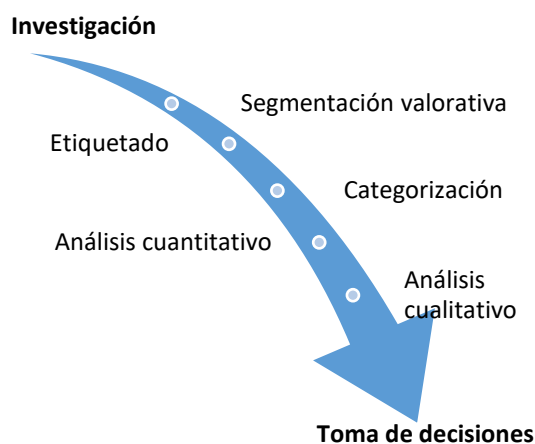 Investigación
Segmentación valorativa
Etiquetado
Categorización
Análisis cuantitativo
Análisis
cualitativo
Toma de decisiones